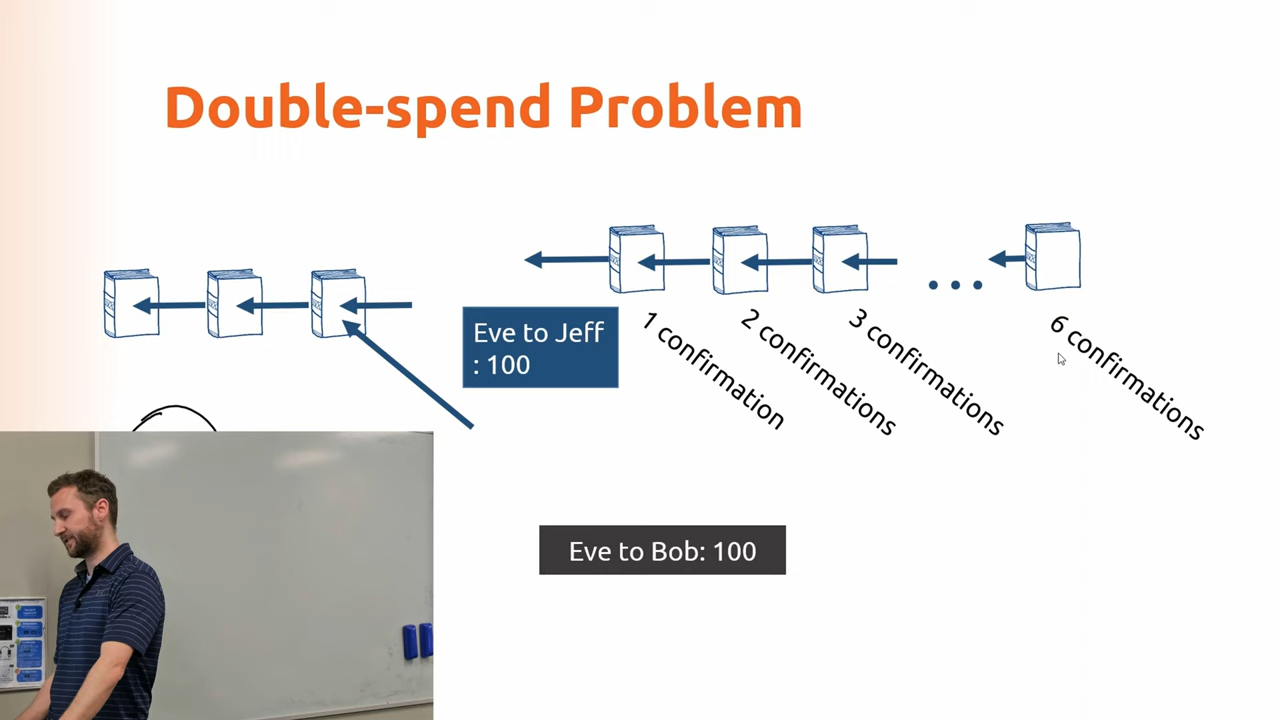 Double-spend Problem
Eve to Jeff
: 100
1 confirmation
2 confirmations
3 confirmations
6 confirmations
Eve to Bob: 100